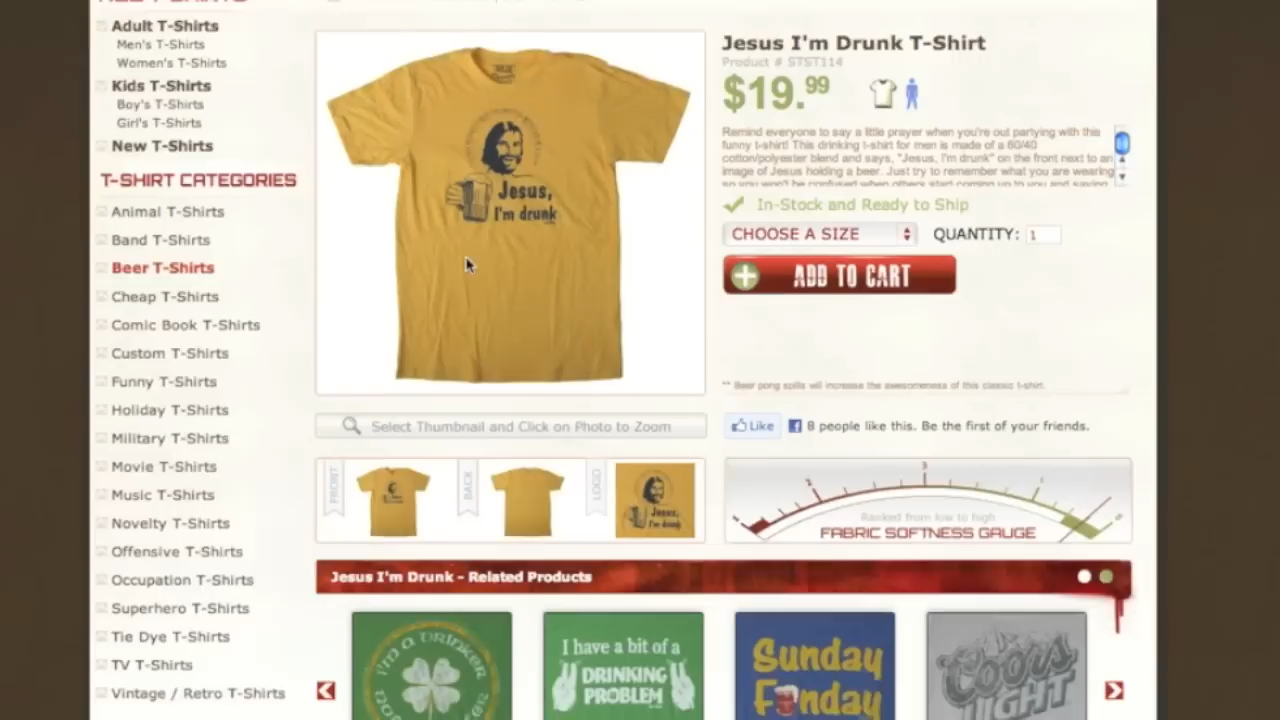 Adult T-Shirts
Men's T-Shirts
Women's T-Shirts
Kids T-Shirts
Boy's T-Shirts
Girl's T-Shirts
New T-Shirts
T-SHIRT CATEGORIES
Animal T-Shirts
Band T-Shirts
Beer T-Shirts
Cheap T-Shirts
Comic Book T-Shirts
Custom T-Shirts
Funny T-Shirts
Holiday T-Shirts
Military T-Shirts
Movie T-Shirts
Music T-Shirts
Novelty T-Shirts
Offensive T-Shirts
Occupation T-Shirts
Superhero T-Shirts
Tie Dye T-Shirts
TV T-Shirts
Vintage / Retro T-Shirts
Jesus,
I'm drunk
Select Thumbnail and Click on Photo to Zoom
FRONT
BACK
LOGO
Jesus,
I'm drunk
Jesus I'm Drunk T-Shirt
Product # STST114
$19.99
Remind everyone to say a little prayer when you're out partying with this
funny t-shirt! This drinking t-shirt for men is made of a 60/40
cotton/polyester blend and says, "Jesus, I'm drunk" on the front next to an
image of Jesus holding a beer. Just try to remember what you are wearing
so you won't be confused when others start coming up to you and saying
In-Stock and Ready to Ship
CHOOSE A SIZE QUANTITY: 1
ADD TO CART
** Beer pong spills will increase the awesomeness of this classic t-shirt.
Like 8 people like this. Be the first of your friends.
3
Ranked from low to high
FABRIC SOFTNESS GAUGE
Jesus I'm Drunk - Related Products
I'M A DRINKER
I have a bit of a
DRINKING
PROBLEM
Sunday
Funday
Coors
LIGHT